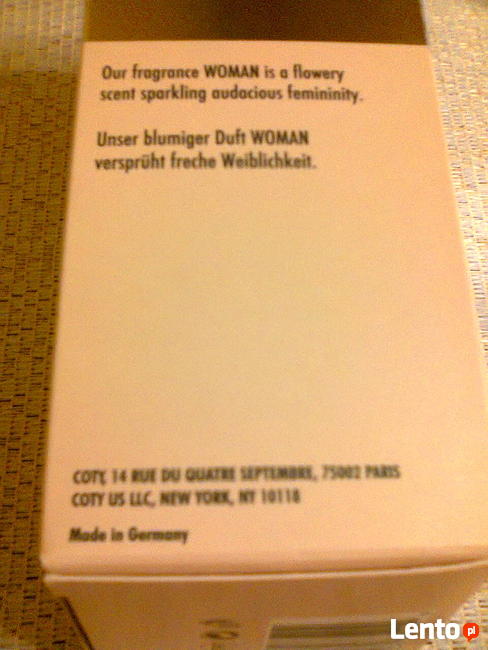 Our fragrance WOMAN is a flowery
scent sparkling audacious femininity.
Unser blumiger Duft WOMAN
versprüht freche Weiblichkeit.
COTY, 14 RUE DU QUATRE SEPTEMBRE, 75002 PARIS
COTY US LLC, NEW YORK, NY 10118
Made in Germany
Lento pl